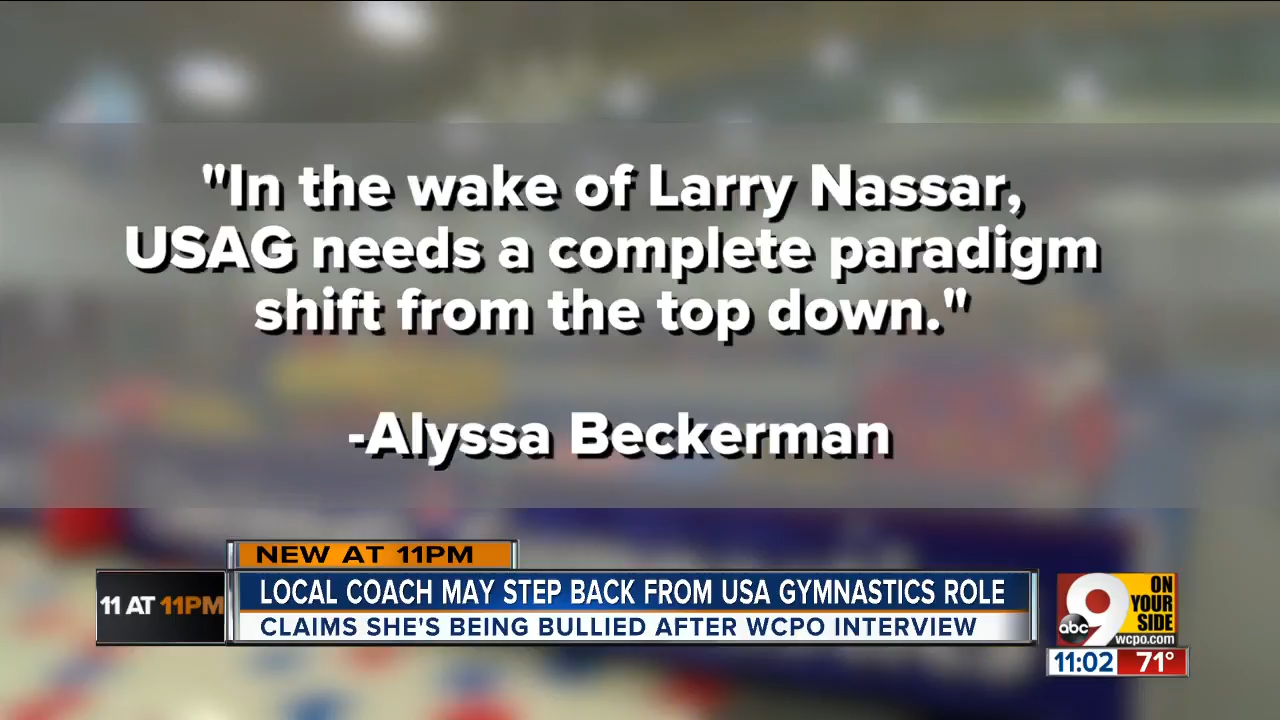 "In the wake of Larry Nassar,
USAG needs a complete paradigm
shift from the top down."
-Alyssa Beckerman
NEW AT 11PM
11 AT 11PM
LOCAL COACH MAY STEP BACK FROM USA GYMNASTICS ROLE
CLAIMS SHE'S BEING BULLIED AFTER WCPO INTERVIEW
abc 9 ON
YOUR
SIDE
wcpo.com
11:02 71°